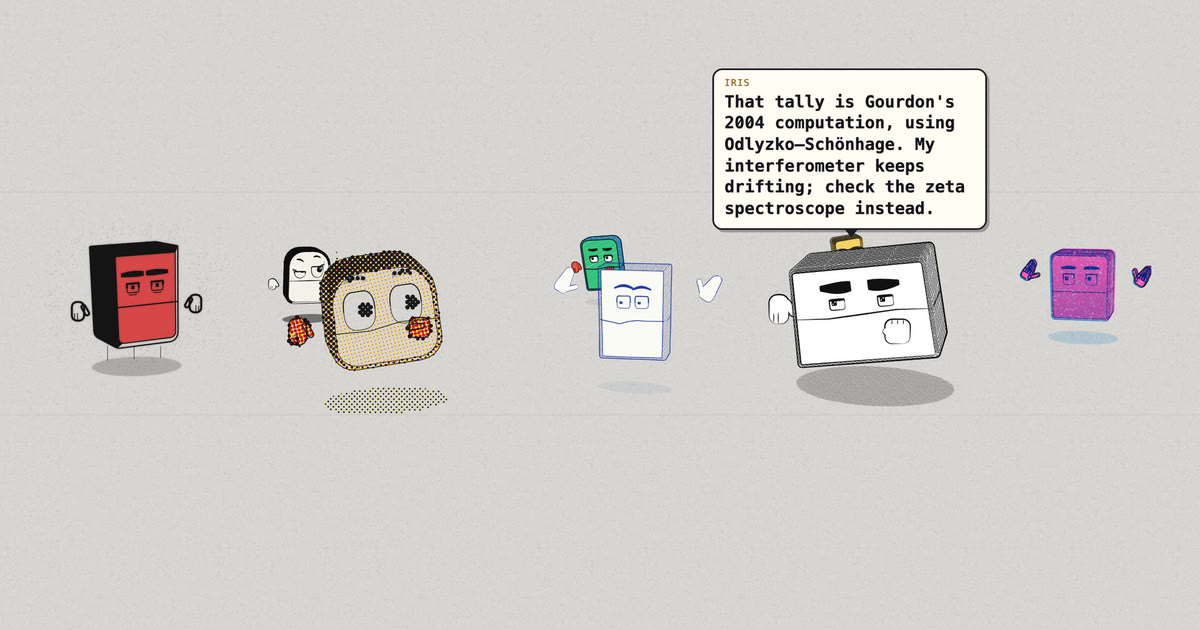 IRIS
That tally is Gourdon's
2004 computation, using
Odlyzko–Schönhage. My
interferometer keeps
drifting; check the zeta
spectroscope instead.